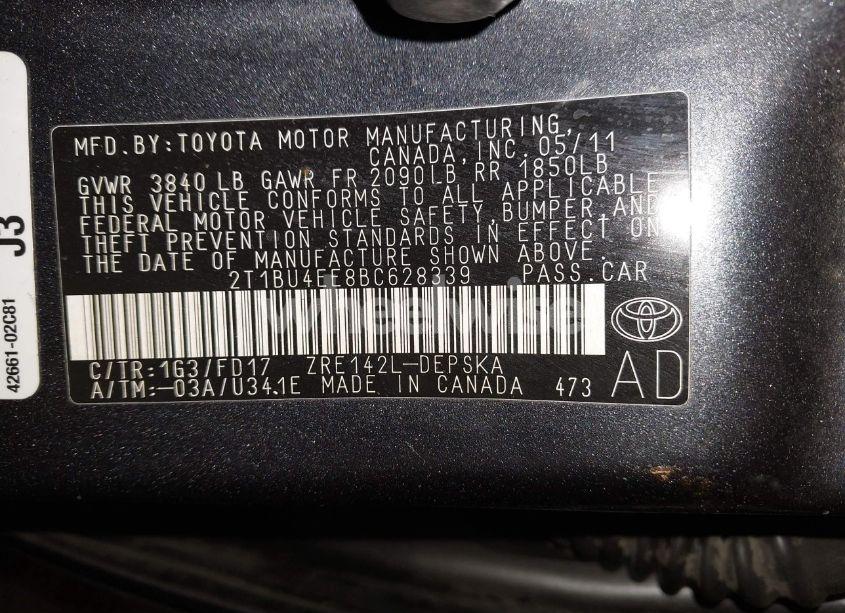 MFD.BY:TOYOTA MOTOR MANUFACTURING,
CANADA, INC. 05/11
GVWR 3840 LB GAWR FR 2090LB RR 1850LB
THIS VEHICLE CONFORMS TO ALL APPLICABLE
FEDERAL MOTOR VEHICLE SAFETY, BUMPER AND
THEFT PREVENTION STANDARDS IN EFFECT ON
THE DATE OF MANUFACTURE SHOWN ABOVE.
2T1BU4EE8BC628339 PASS.CAR
wheelwise
C/TR:1G3/FD17 ZRE142L-DEPSKA
A/TM:-03A/U341E MADE IN CANADA 473
AD
J3
42661-02C81